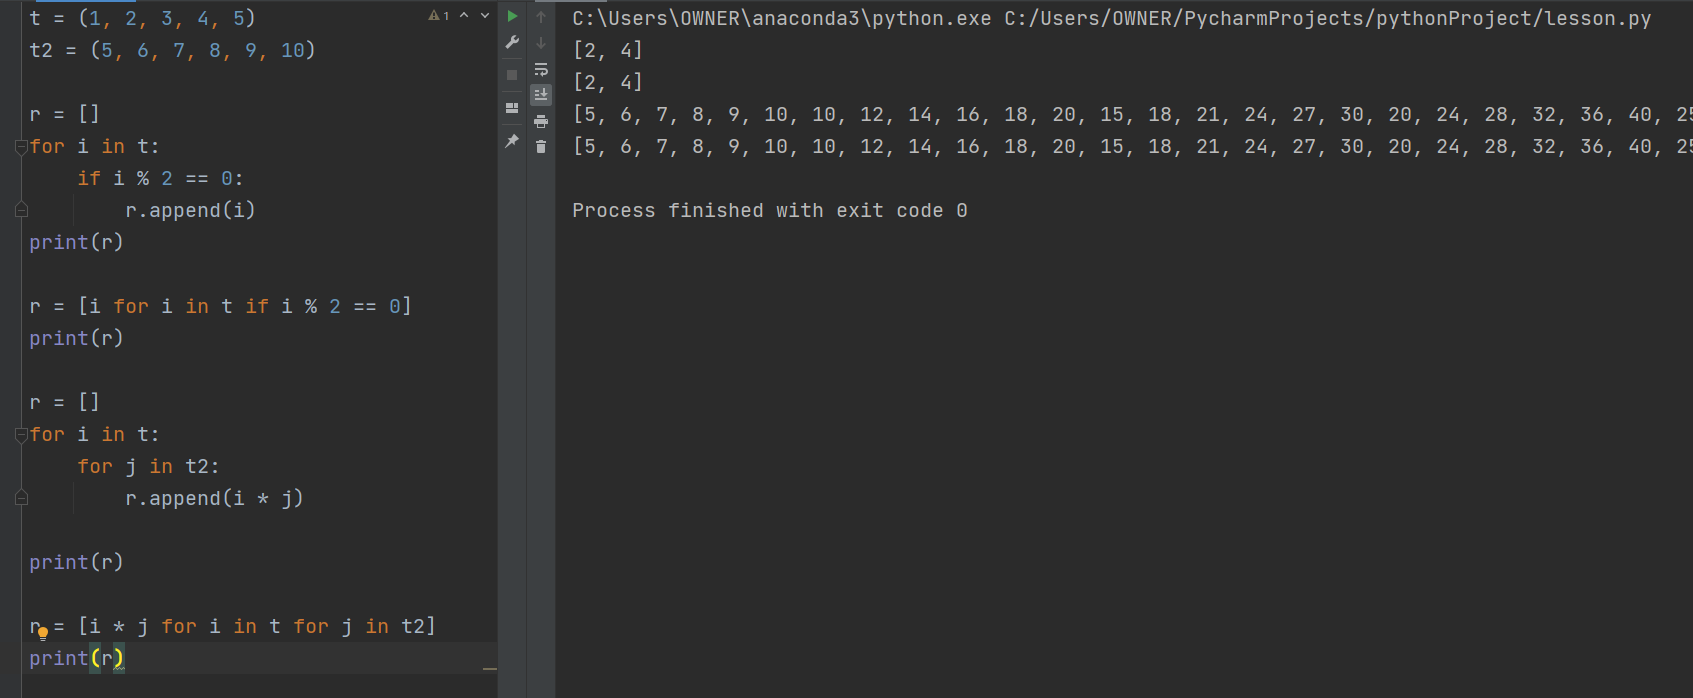 t = (1, 2, 3, 4, 5)
t2 = (5, 6, 7, 8, 9, 10)
r = []
for i in t:
if i % 2 == 0:
r.append(i)
print(r)
r = [i for i in t if i % 2 == 0]
print(r)
r = []
for i in t:
for j in t2:
r.append(i * j)
print(r)
r = [i * j for i in t for j in t2]
print(r)
1
C:\Users\OWNER\anaconda3\python.exe C:/Users/OWNER/PycharmProjects/pythonProject/lesson.py
[2, 4]
[2, 4]
[5, 6, 7, 8, 9, 10, 10, 12, 14, 16, 18, 20, 15, 18, 21, 24, 27, 30, 20, 24, 28, 32, 36, 40, 25
[5, 6, 7, 8, 9, 10, 10, 12, 14, 16, 18, 20, 15, 18, 21, 24, 27, 30, 20, 24, 28, 32, 36, 40, 25
Process finished with exit code 0